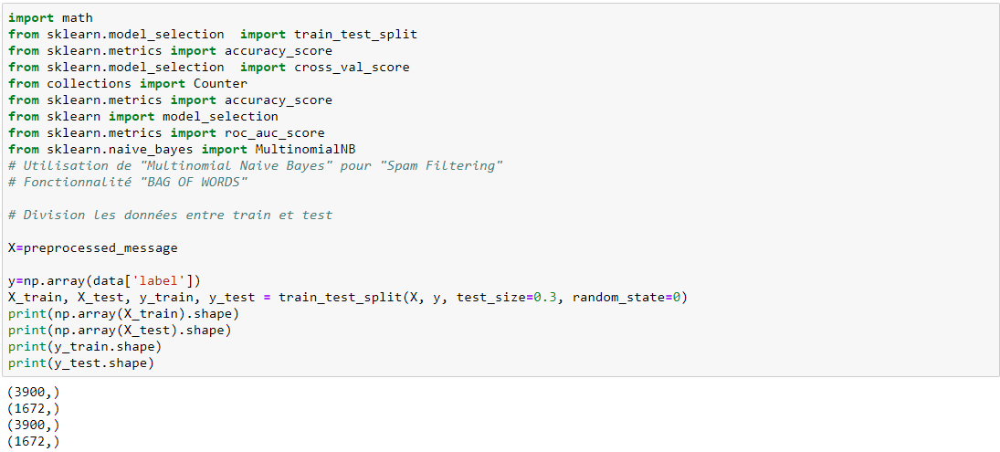 import math
from sklearn.model_selection  import train_test_split
from sklearn.metrics import accuracy_score
from sklearn.model_selection  import cross_val_score
from collections import Counter
from sklearn.metrics import accuracy_score
from sklearn import model_selection
from sklearn.metrics import roc_auc_score
from sklearn.naive_bayes import MultinomialNB
# Utilisation de "Multinomial Naive Bayes" pour "Spam Filtering"
# Fonctionnalité "BAG OF WORDS"
# Division les données entre train et test
X=preprocessed_message
y=np.array(data['label'])
X_train, X_test, y_train, y_test = train_test_split(X, y, test_size=0.3, random_state=0)
print(np.array(X_train).shape)
print(np.array(X_test).shape)
print(y_train.shape)
print(y_test.shape)
(3900,)
(1672,)
(3900,)
(1672,)